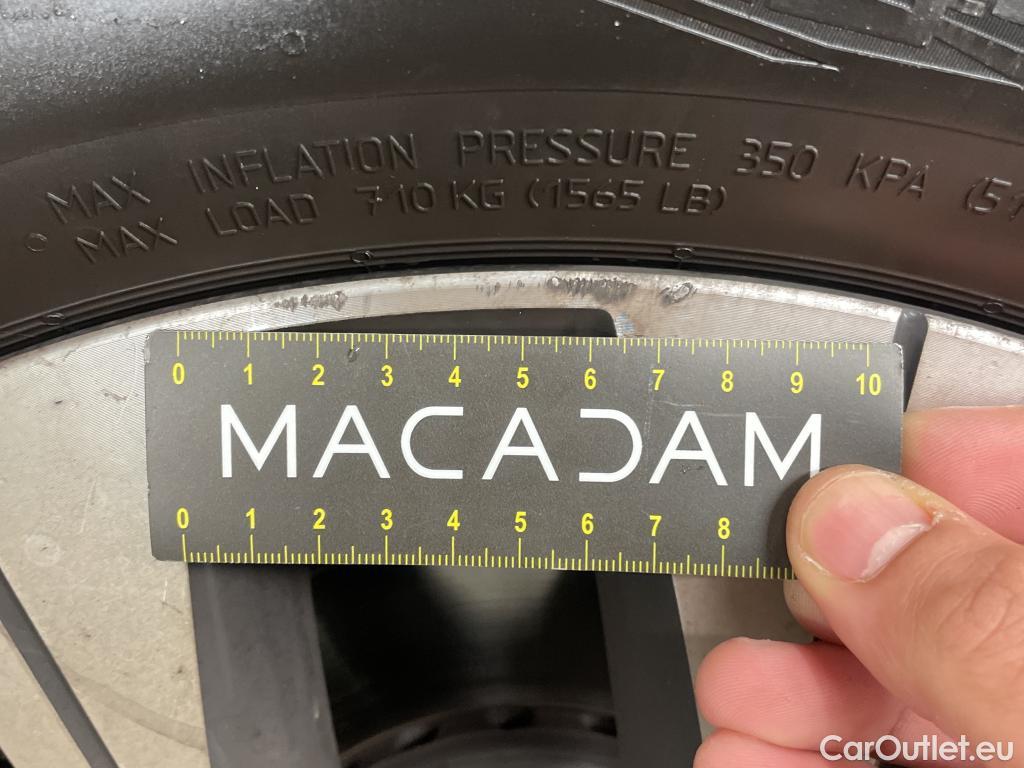 MAX INFLATION PRESSURE 350 KPA (51
MAX LOAD 710 KG (1565 LB)
0 1 2 3 4 5 6 7 8 9 10
MACADAM
0 1 2 3 4 5 6 7 8
CarOutlet.eu